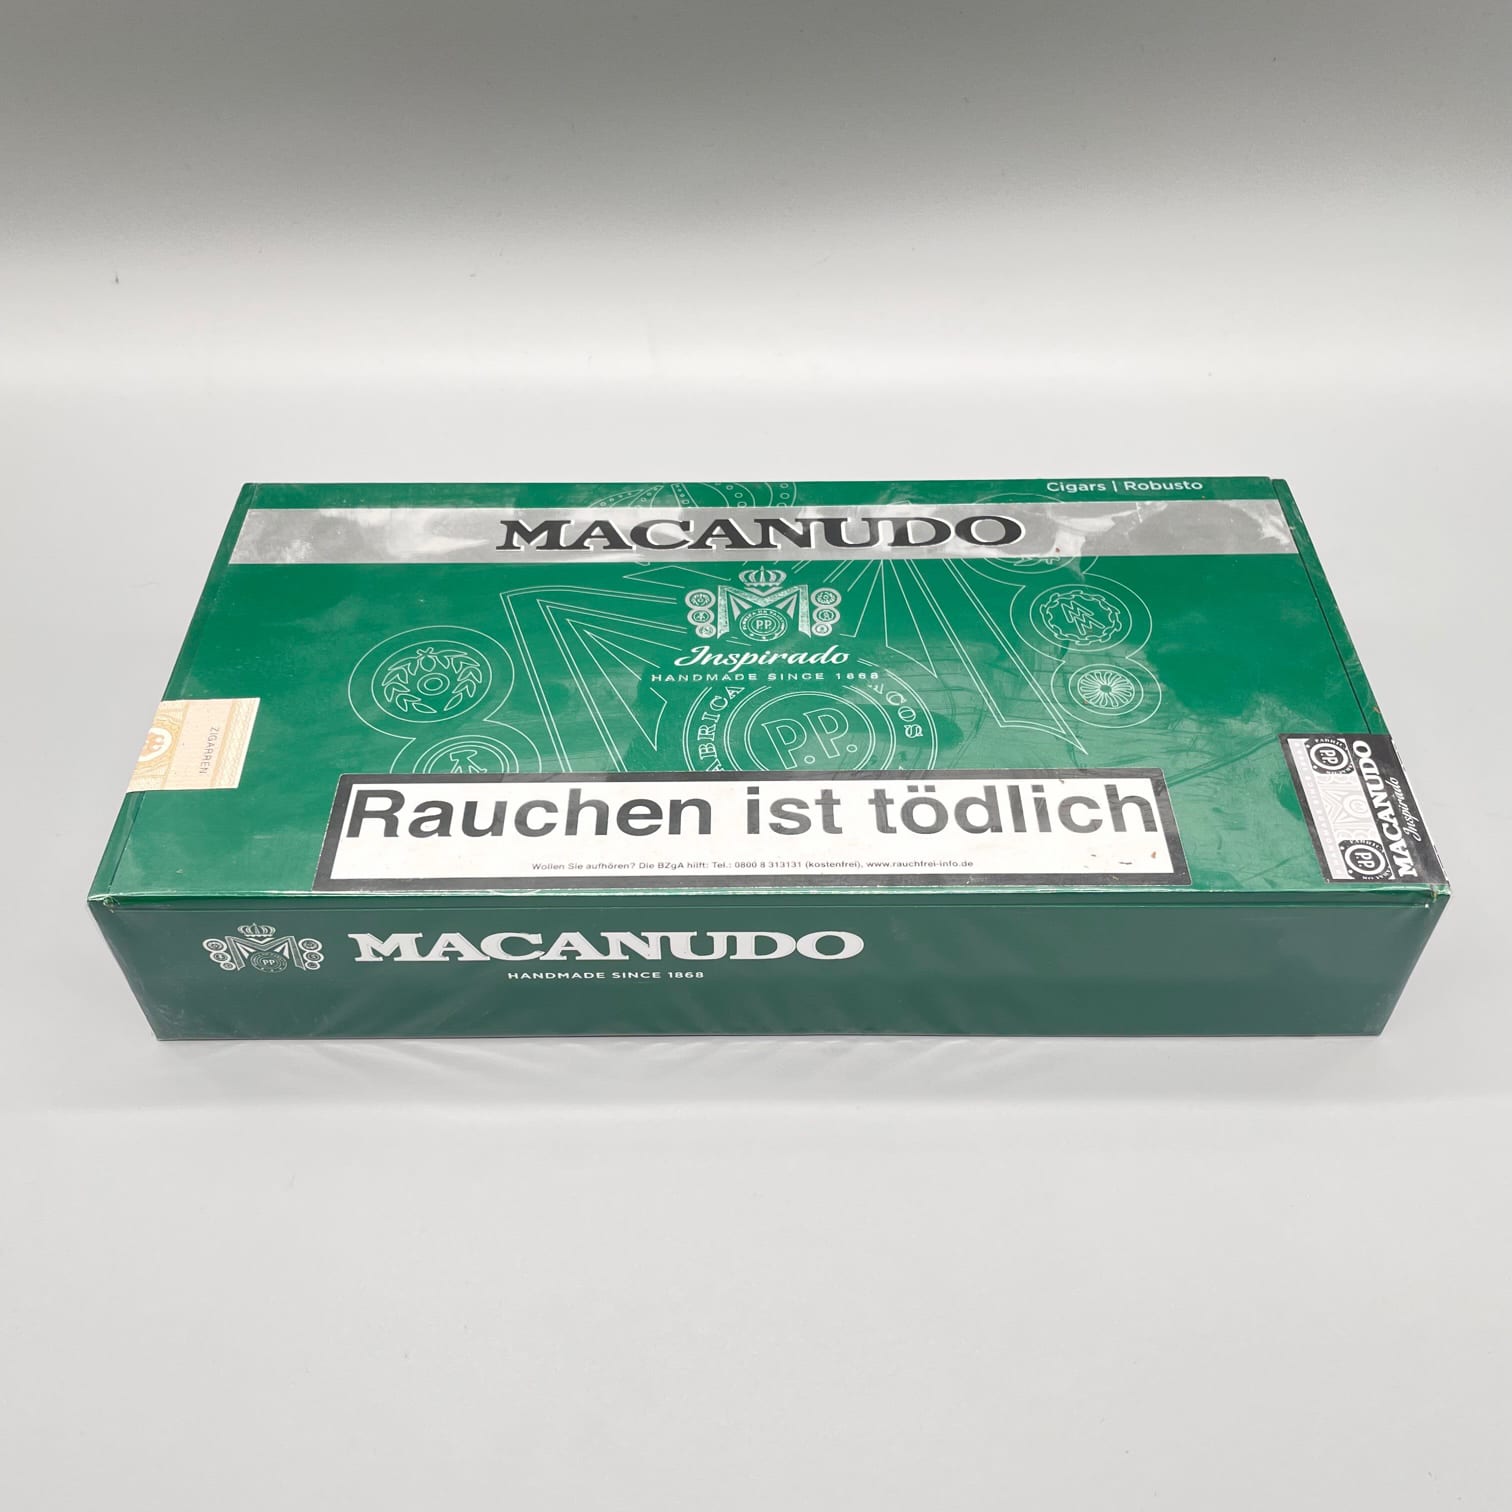 Cigars | Robusto
MACANUDO
P.P.
Inspirado
HANDMADE SINCE 1868
P.P.
ZIGARREN
MACANUDO
Inspirado
Rauchen ist tödlich
Wollen Sie aufhören? Die BZgA hilft: Tel.: 0800 8 313131 (kostenfrei), www.rauchfrei-info.de
P.P.
MACANUDO
HANDMADE SINCE 1868